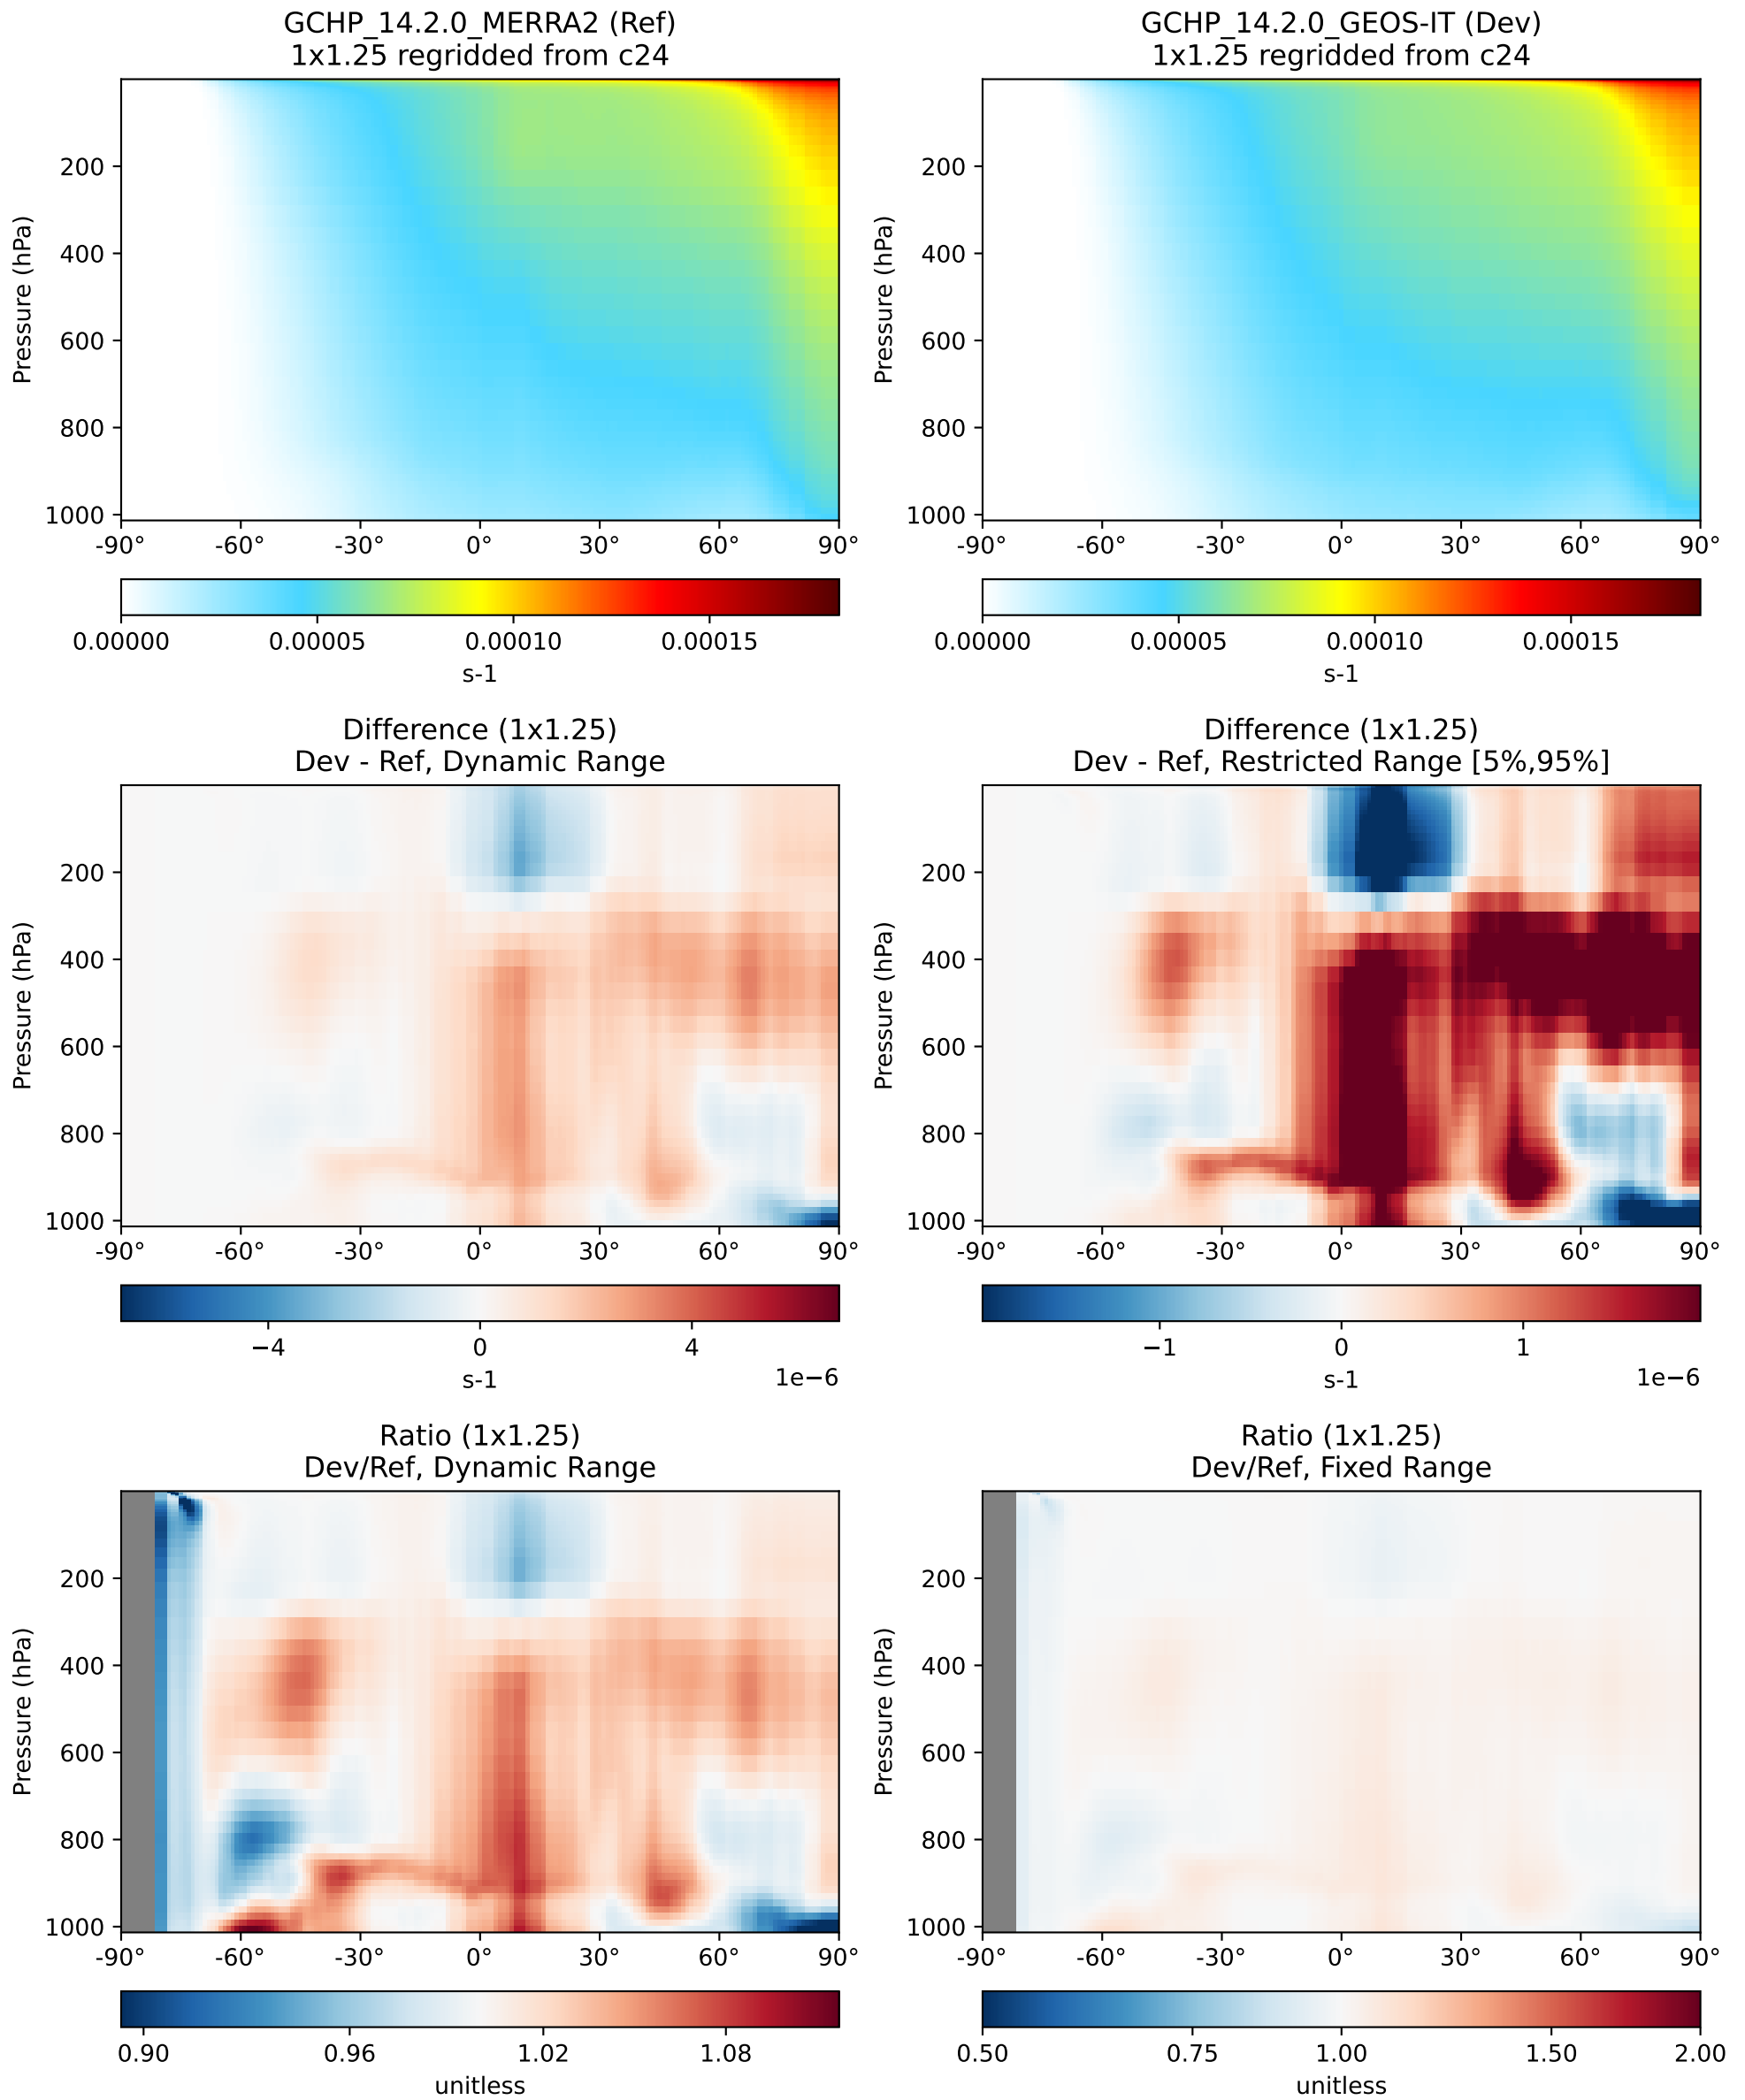 GCHP_14.2.0_MERRA2 (Ref)
1x1.25 regridded from c24
GCHP_14.2.0_GEOS-IT (Dev)
1x1.25 regridded from c24
Pressure (hPa)
200
400
600
800
1000
-90° -60° -30° 0° 30° 60° 90°
0.00000 0.00005 0.00010 0.00015
s-1
Pressure (hPa)
200
400
600
800
1000
-90° -60° -30° 0° 30° 60° 90°
0.00000 0.00005 0.00010 0.00015
s-1
Difference (1x1.25)
Dev - Ref, Dynamic Range
Pressure (hPa)
200
400
600
800
1000
-90° -60° -30° 0° 30° 60° 90°
−4 0 4
s-1 1e−6
Difference (1x1.25)
Dev - Ref, Restricted Range [5%,95%]
Pressure (hPa)
200
400
600
800
1000
-90° -60° -30° 0° 30° 60° 90°
−1 0 1
s-1 1e−6
Ratio (1x1.25)
Dev/Ref, Dynamic Range
Pressure (hPa)
200
400
600
800
1000
-90° -60° -30° 0° 30° 60° 90°
0.90 0.96 1.02 1.08
unitless
Ratio (1x1.25)
Dev/Ref, Fixed Range
Pressure (hPa)
200
400
600
800
1000
-90° -60° -30° 0° 30° 60° 90°
0.50 0.75 1.00 1.50 2.00
unitless